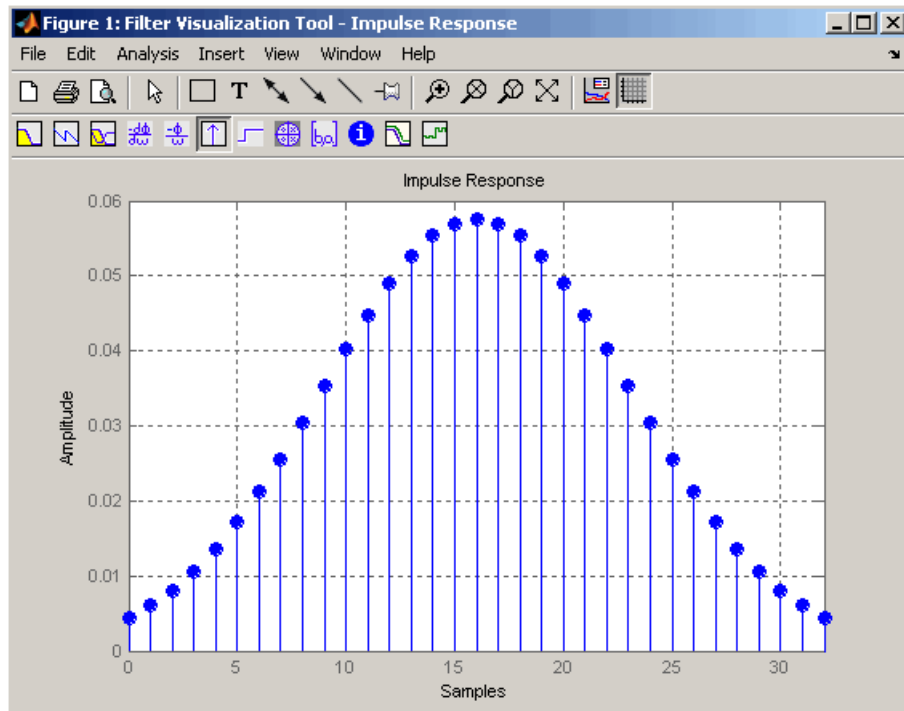 Figure 1: Filter Visualization Tool - Impulse Response
File Edit Analysis Insert View Window Help
T
[b,a]
i
Impulse Response
0.06
0.05
0.04
0.03
0.02
0.01
0
Amplitude
0 5 10 15 20 25 30
Samples